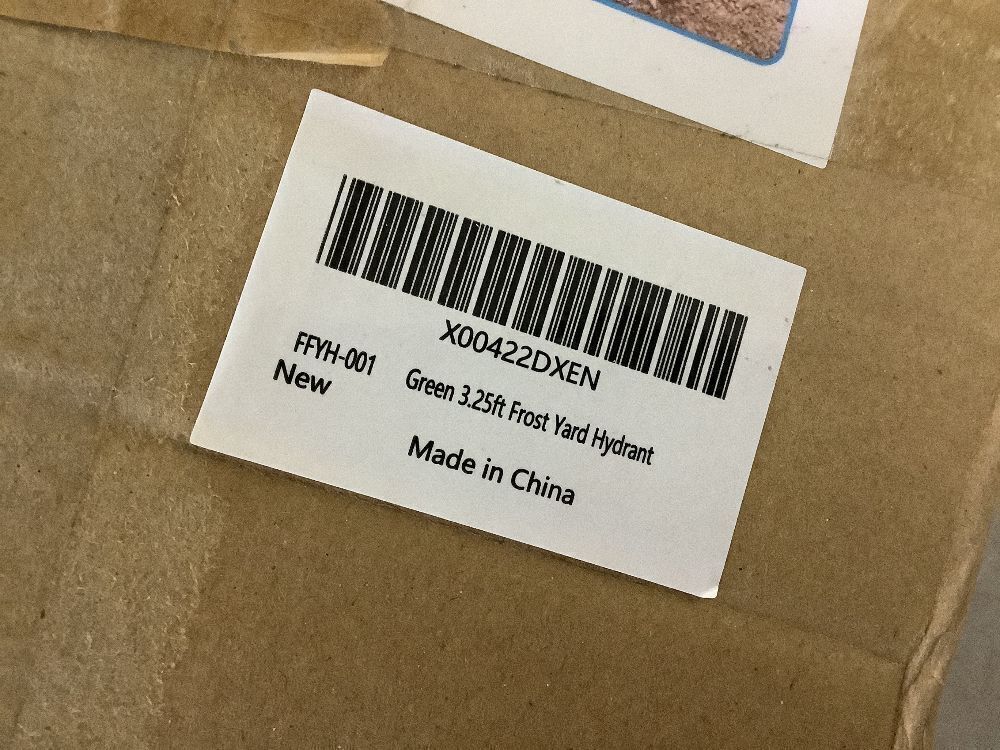 X00422DXEN
FFYH-001
New
Green 3.25ft Frost Yard Hydrant
Made in China